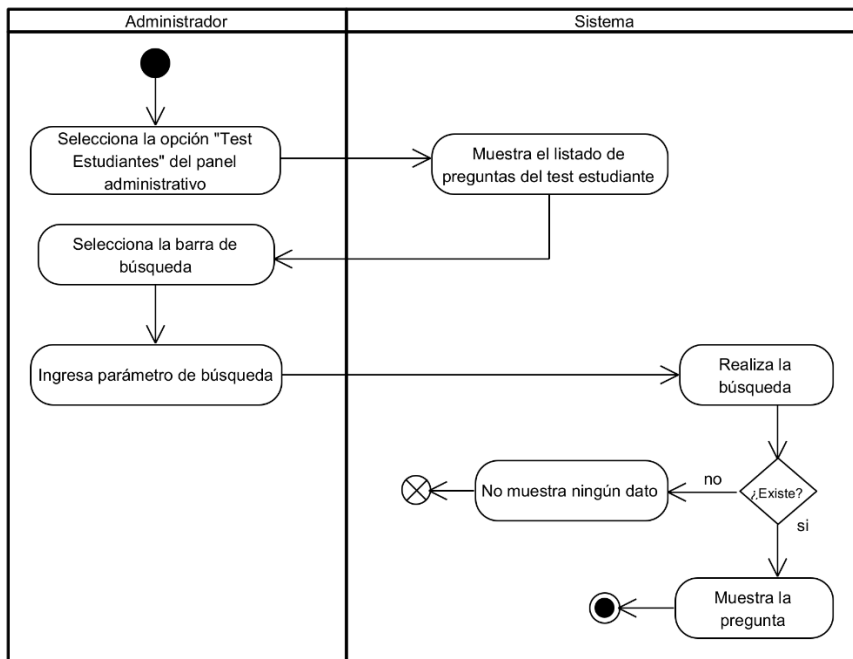 Administrador
Sistema
Selecciona la opción "Test
Estudiantes" del panel
administrativo
Muestra el listado de
preguntas del test estudiante
Selecciona la barra de
búsqueda
Ingresa parámetro de búsqueda
Realiza la
búsqueda
¿Existe?
no
No muestra ningún dato
si
Muestra la
pregunta